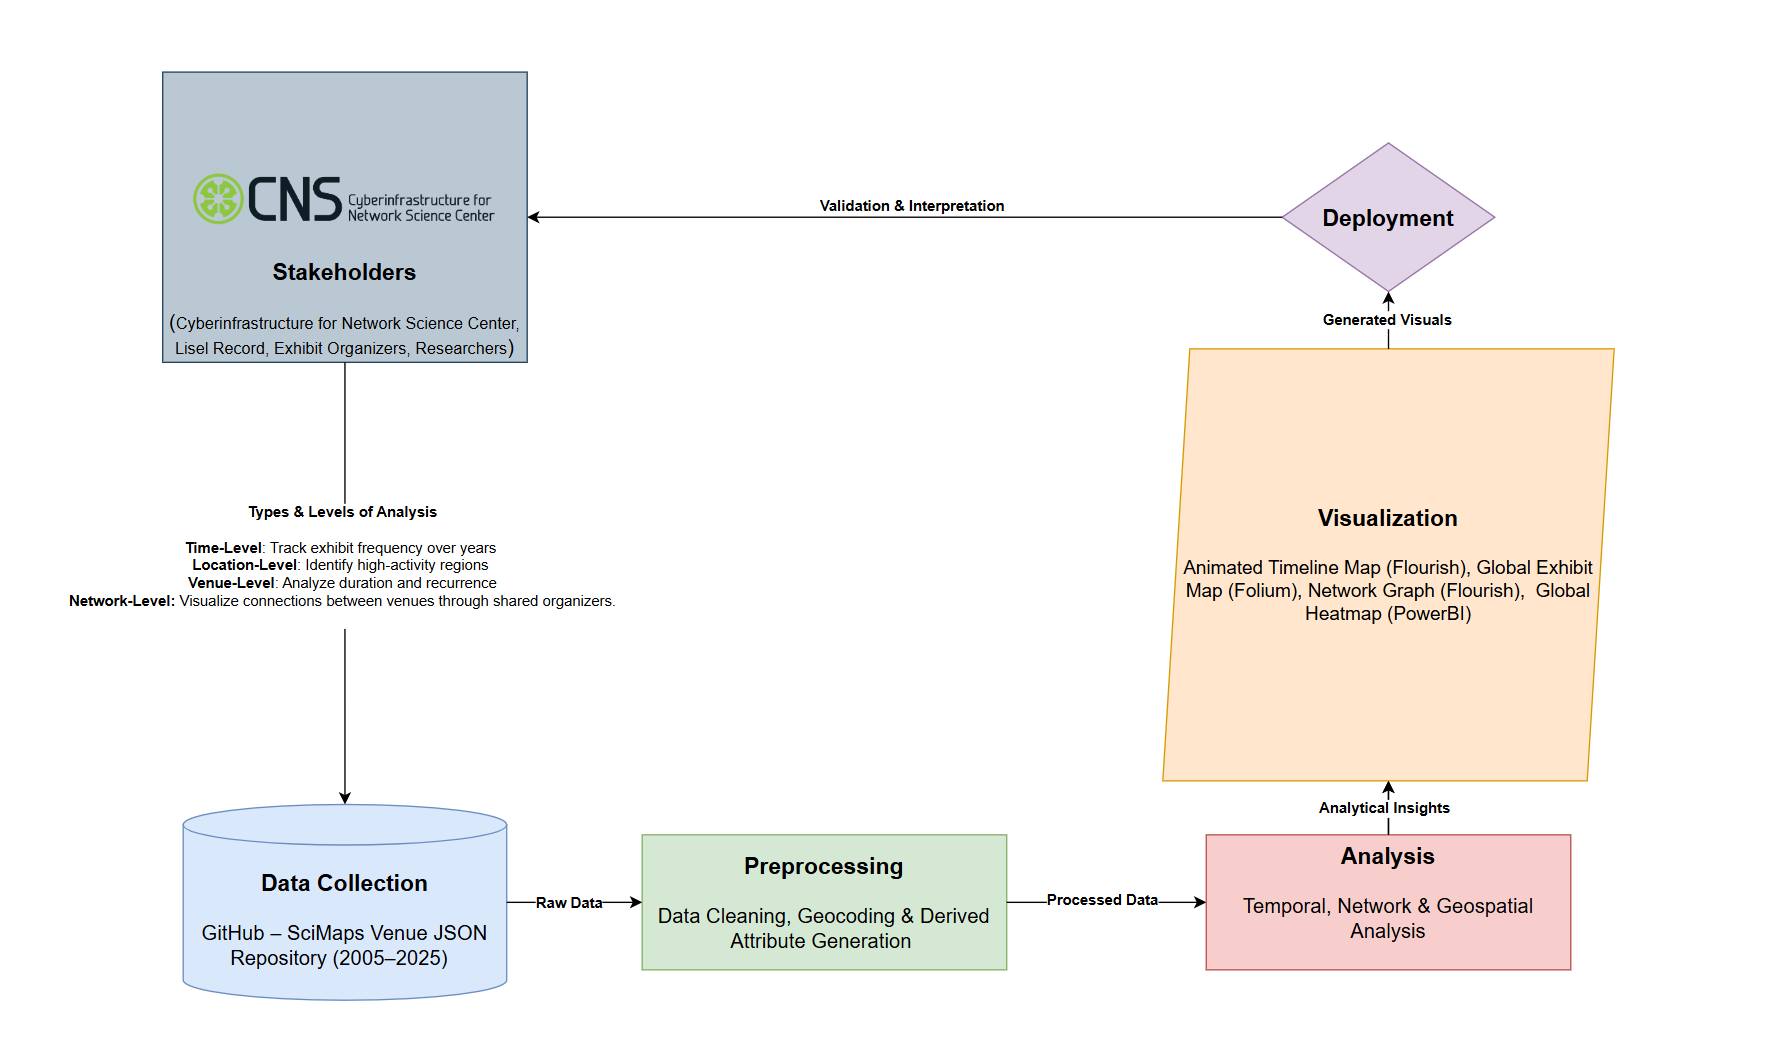 CNS Cyberinfrastructure for
Network Science Center
Stakeholders
(Cyberinfrastructure for Network Science Center,
Lisel Record, Exhibit Organizers, Researchers)
Validation & Interpretation
Deployment
Generated Visuals
Types & Levels of Analysis
Time-Level: Track exhibit frequency over years
Location-Level: Identify high-activity regions
Venue-Level: Analyze duration and recurrence
Network-Level: Visualize connections between venues through shared organizers.
Visualization
Animated Timeline Map (Flourish), Global Exhibit
Map (Folium), Network Graph (Flourish),  Global
Heatmap (PowerBI)
Analytical Insights
Data Collection
GitHub – SciMaps Venue JSON
Repository (2005–2025)
Raw Data
Preprocessing
Data Cleaning, Geocoding & Derived
Attribute Generation
Processed Data
Analysis
Temporal, Network & Geospatial
Analysis